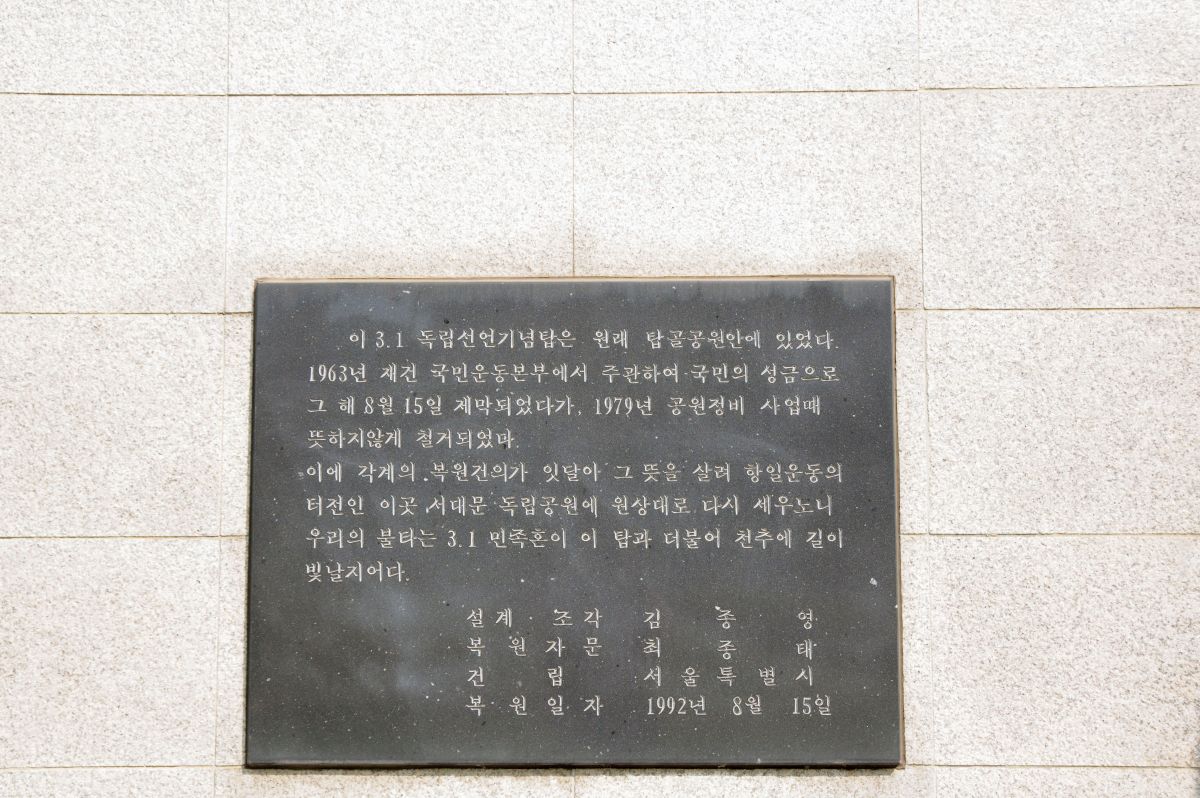 이 3.1 독립선언기념탑은 원래 탑골공원안에 있었다.
1963년 재건 국민운동본부에서 주관하여 국민의 성금으로
그 해 8월 15일 제막되었다가, 1979년 공원정비 사업때
뜻하지않게 철거되었다.
이에 각계의 복원건의가 잇달아 그 뜻을 살려 항일운동의
터전인 이곳 서대문 독립공원에 원상대로 다시 세우노니
우리의 불타는 3.1 민족혼이 이 탑과 더불어 천추에 길이
빛날지어다.
설계 조각 김 종 영
복 원 자 문 최 종 태
건 립 서 울 특 별 시
복 원 일 자 1992년 8월 15일